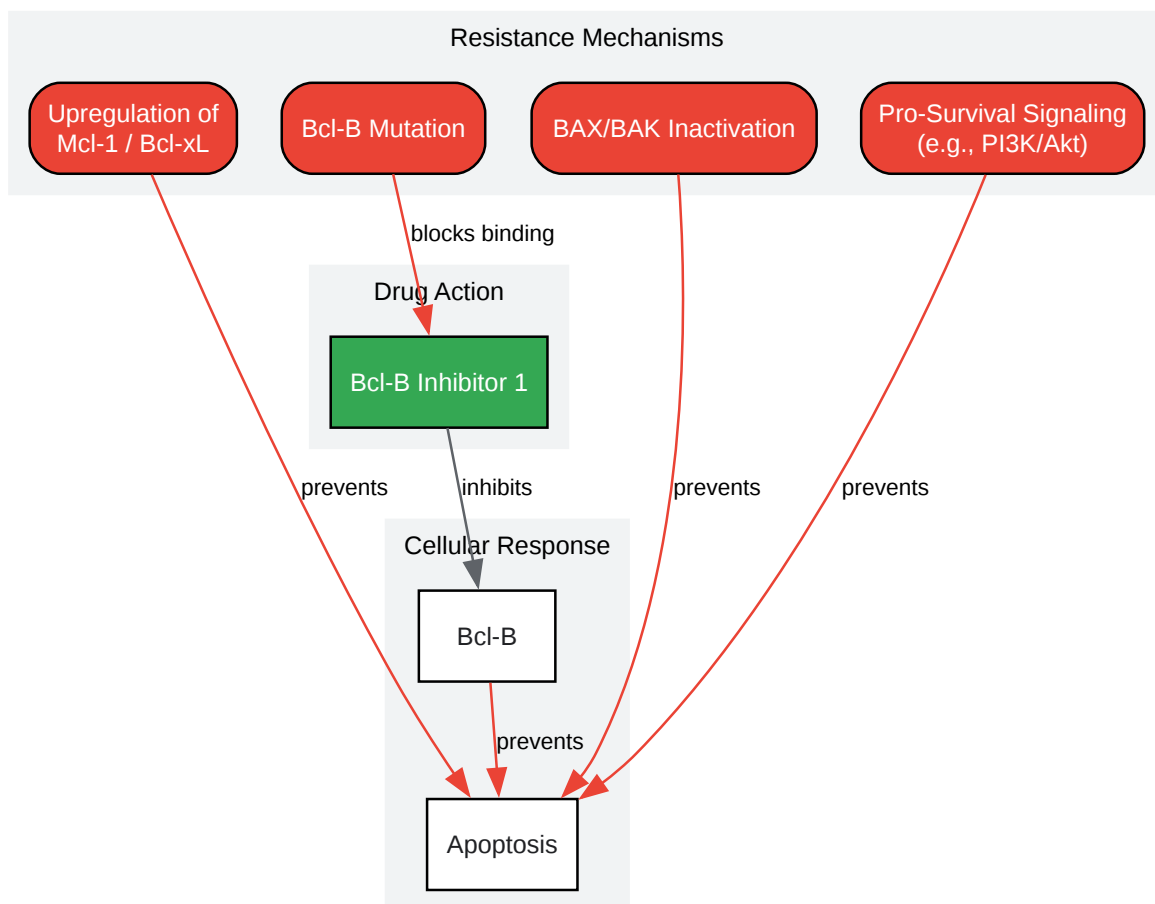 Resistance Mechanisms
Upregulation of
Mcl-1 / Bcl-xL
Bcl-B Mutation
BAX/BAK Inactivation
Pro-Survival Signaling
(e.g., PI3K/Akt)
blocks binding
Drug Action
Bcl-B Inhibitor 1
prevents
inhibits
prevents
prevents
Cellular Response
Bcl-B
prevents
Apoptosis